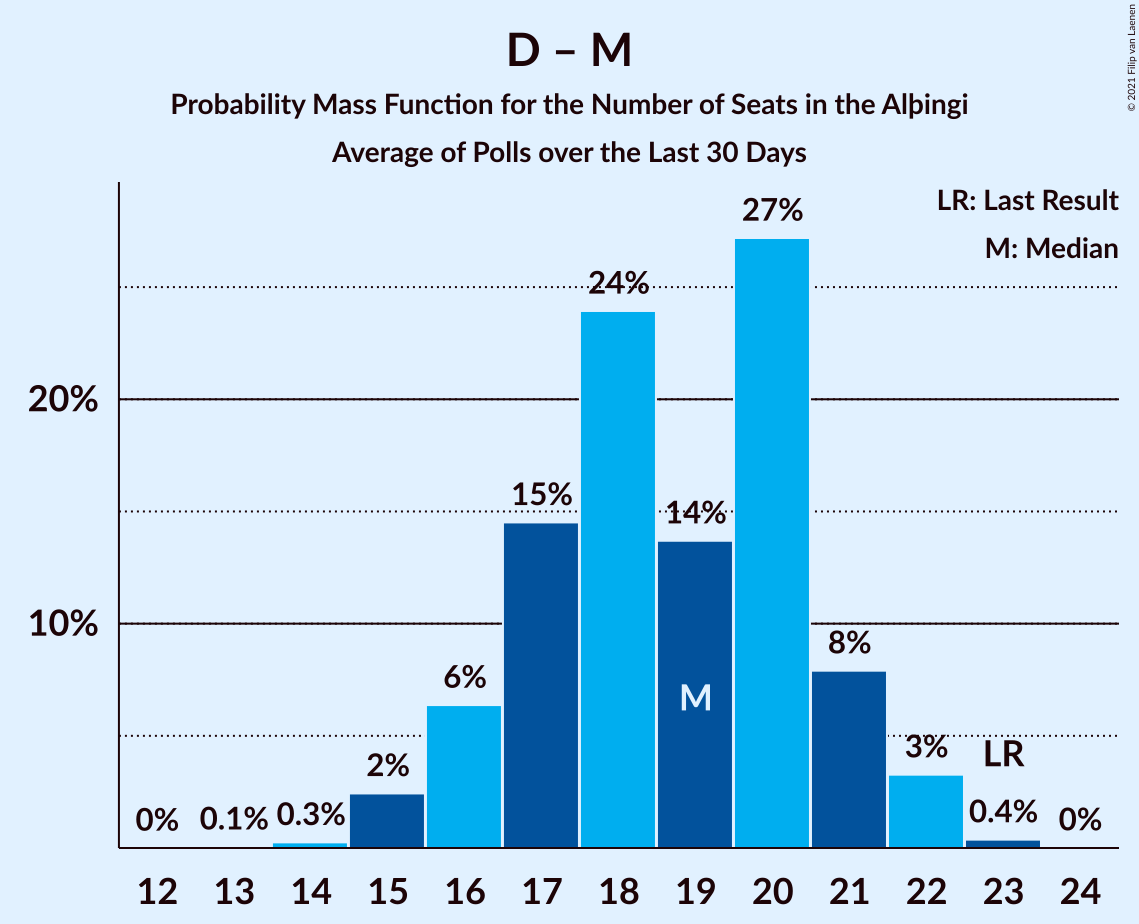 D – M
Probability Mass Function for the Number of Seats in the Alþingi
Average of Polls over the Last 30 Days
© 2021 Filip van Laenen
LR: Last Result
M: Median
20%
10%
0%
0.1%
0.3%
2%
6%
15%
24%
14%
27%
8%
3%
0.4%
0%
M
LR
12 13 14 15 16 17 18 19 20 21 22 23 24